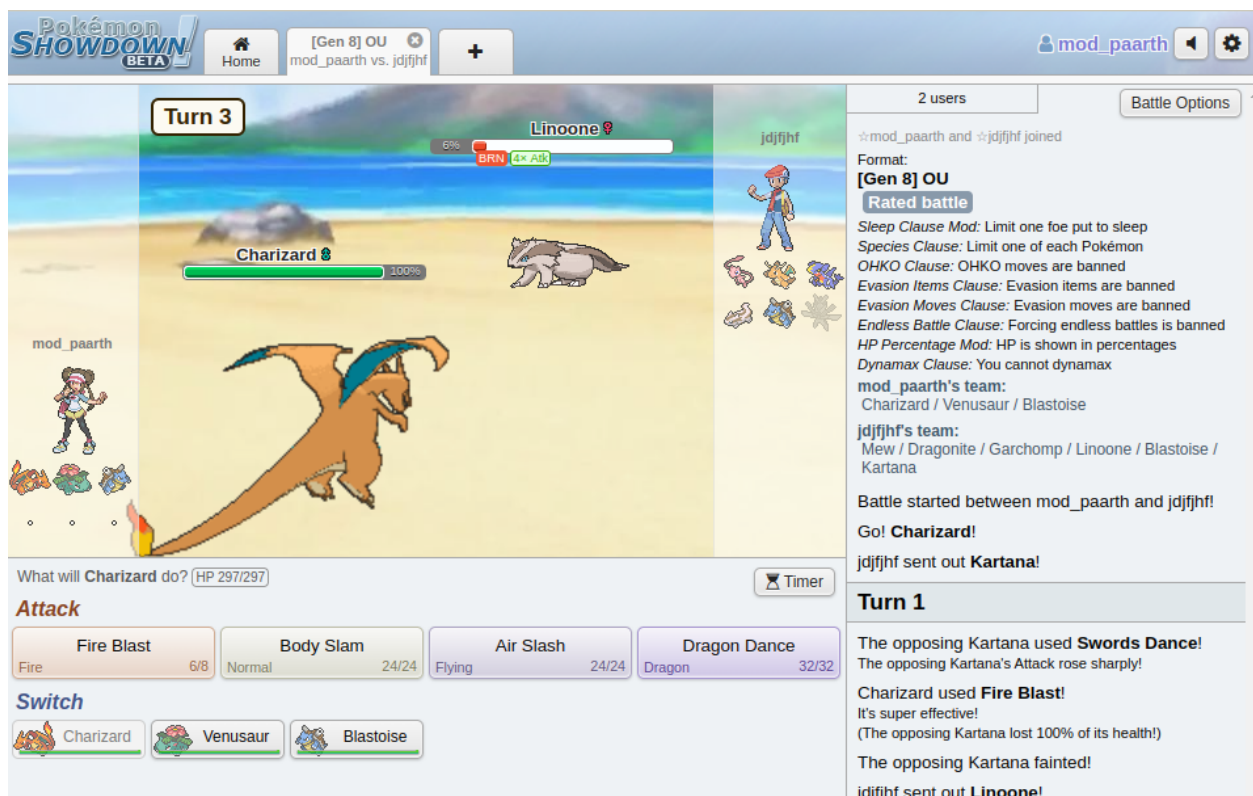 Pokémon
SHOWDOWN!
BETA
Home
[Gen 8] OU
mod_paarth vs. jdjfjhf
+
mod_paarth
Turn 3
Linoone
6%
BRN 4× Atk
jdjfjhf
Charizard
100%
mod_paarth
What will Charizard do? HP 297/297
Timer
Attack
Fire Blast
Fire 6/8
Body Slam
Normal 24/24
Air Slash
Flying 24/24
Dragon Dance
Dragon 32/32
Switch
Charizard
Venusaur
Blastoise
2 users
Battle Options
☆mod_paarth and ☆jdjfjhf joined
Format:
[Gen 8] OU
Rated battle
Sleep Clause Mod: Limit one foe put to sleep
Species Clause: Limit one of each Pokémon
OHKO Clause: OHKO moves are banned
Evasion Items Clause: Evasion items are banned
Evasion Moves Clause: Evasion moves are banned
Endless Battle Clause: Forcing endless battles is banned
HP Percentage Mod: HP is shown in percentages
Dynamax Clause: You cannot dynamax
mod_paarth's team:
Charizard / Venusaur / Blastoise
jdjfjhf's team:
Mew / Dragonite / Garchomp / Linoone / Blastoise /
Kartana
Battle started between mod_paarth and jdjfjhf!
Go! Charizard!
jdjfjhf sent out Kartana!
Turn 1
The opposing Kartana used Swords Dance!
The opposing Kartana's Attack rose sharply!
Charizard used Fire Blast!
It's super effective!
(The opposing Kartana lost 100% of its health!)
The opposing Kartana fainted!
jdjfjhf sent out Linoone!